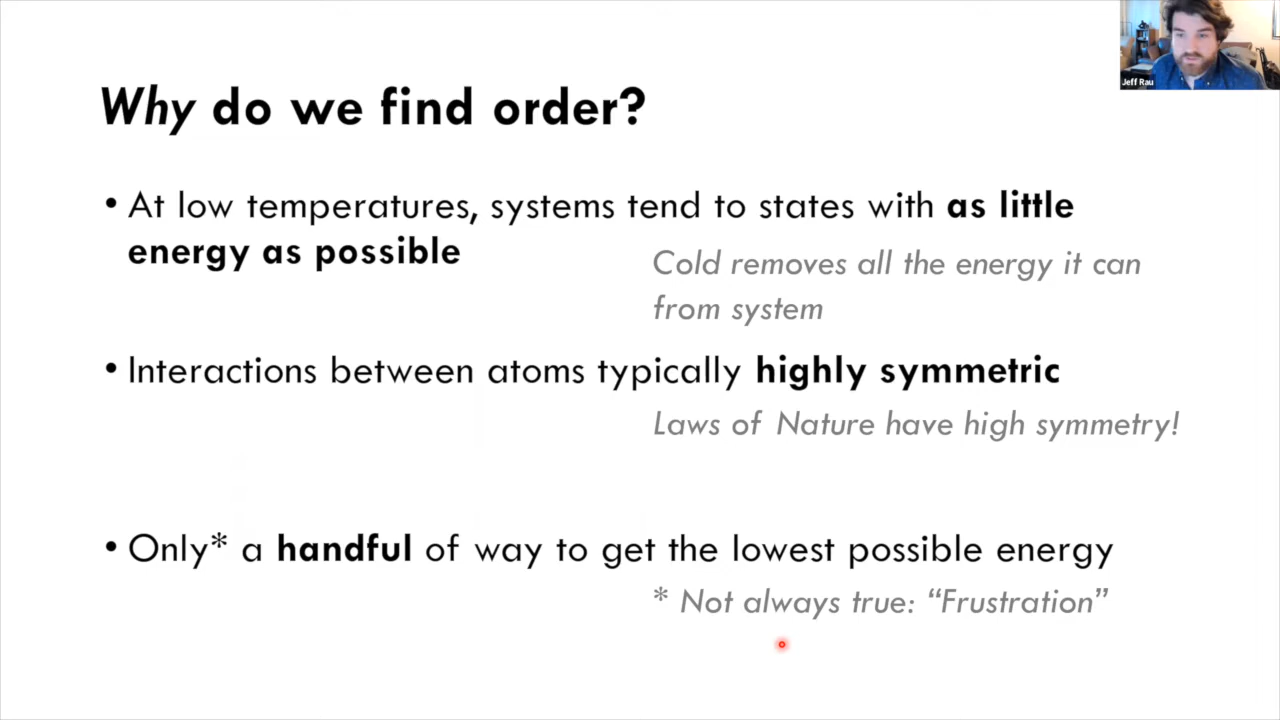 Jeff Rau
Why do we find order?
• At low temperatures, systems tend to states with as little
energy as possible
Cold removes all the energy it can
from system
• Interactions between atoms typically highly symmetric
Laws of Nature have high symmetry!
• Only* a handful of way to get the lowest possible energy
* Not always true: “Frustration”